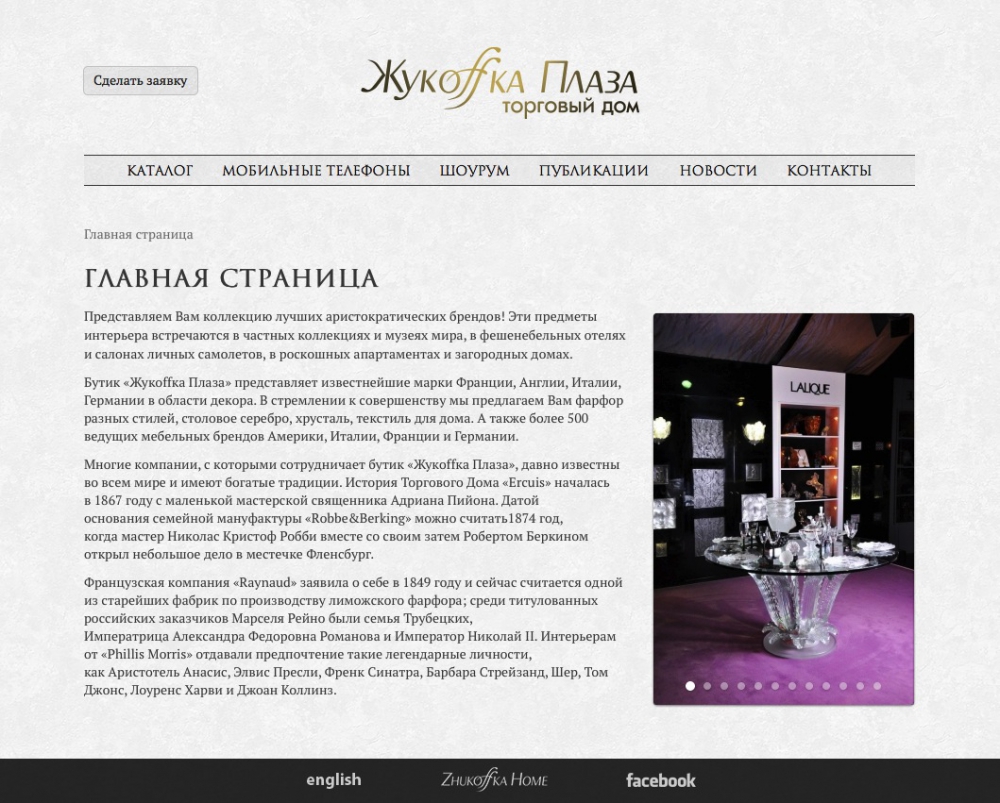 Сделать заявку
Жукоffка Плаза
торговый дом
КАТАЛОГ МОБИЛЬНЫЕ ТЕЛЕФОНЫ ШОУРУМ ПУБЛИКАЦИИ НОВОСТИ КОНТАКТЫ
Главная страница
ГЛАВНАЯ СТРАНИЦА
Представляем Вам коллекцию лучших аристократических брендов! Эти предметы
интерьера встречаются в частных коллекциях и музеях мира, в фешенебельных отелях
и салонах личных самолетов, в роскошных апартаментах и загородных домах.
Бутик «Жукоffка Плаза» представляет известнейшие марки Франции, Англии, Италии,
Германии в области декора. В стремлении к совершенству мы предлагаем Вам фарфор
разных стилей, столовое серебро, хрусталь, текстиль для дома. А также более 500
ведущих мебельных брендов Америки, Италии, Франции и Германии.
Многие компании, с которыми сотрудничает бутик «Жукоffка Плаза», давно известны
во всем мире и имеют богатые традиции. История Торгового Дома «Ercuis» началась
в 1867 году с маленькой мастерской священника Адриана Пийона. Датой
основания семейной мануфактуры «Robbe&Berking» можно считать1874 год,
когда мастер Николас Кристоф Робби вместе со своим затем Робертом Беркином
открыл небольшое дело в местечке Фленсбург.
Французская компания «Raynaud» заявила о себе в 1849 году и сейчас считается одной
из старейших фабрик по производству лиможского фарфора; среди титулованных
российских заказчиков Марселя Рейно были семья Трубецких,
Императрица Александра Федоровна Романова и Император Николай II. Интерьерам
от «Phillis Morris» отдавали предпочтение такие легендарные личности,
как Аристотель Анасис, Элвис Пресли, Френк Синатра, Барбара Стрейзанд, Шер, Том
Джонс, Лоуренс Харви и Джоан Коллинз.
LALIQUE
english Zhukoffka Home facebook